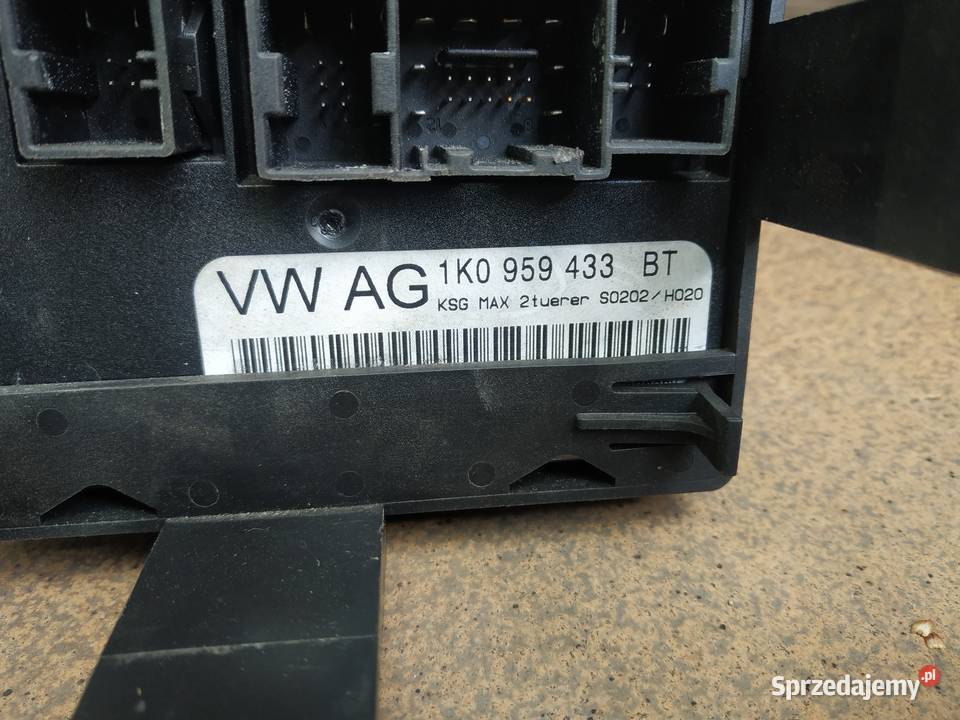 VW AG 1K0 959 433 BT
KSG MAX 2tuerer S0202/H020
Sprzedajemy.pl